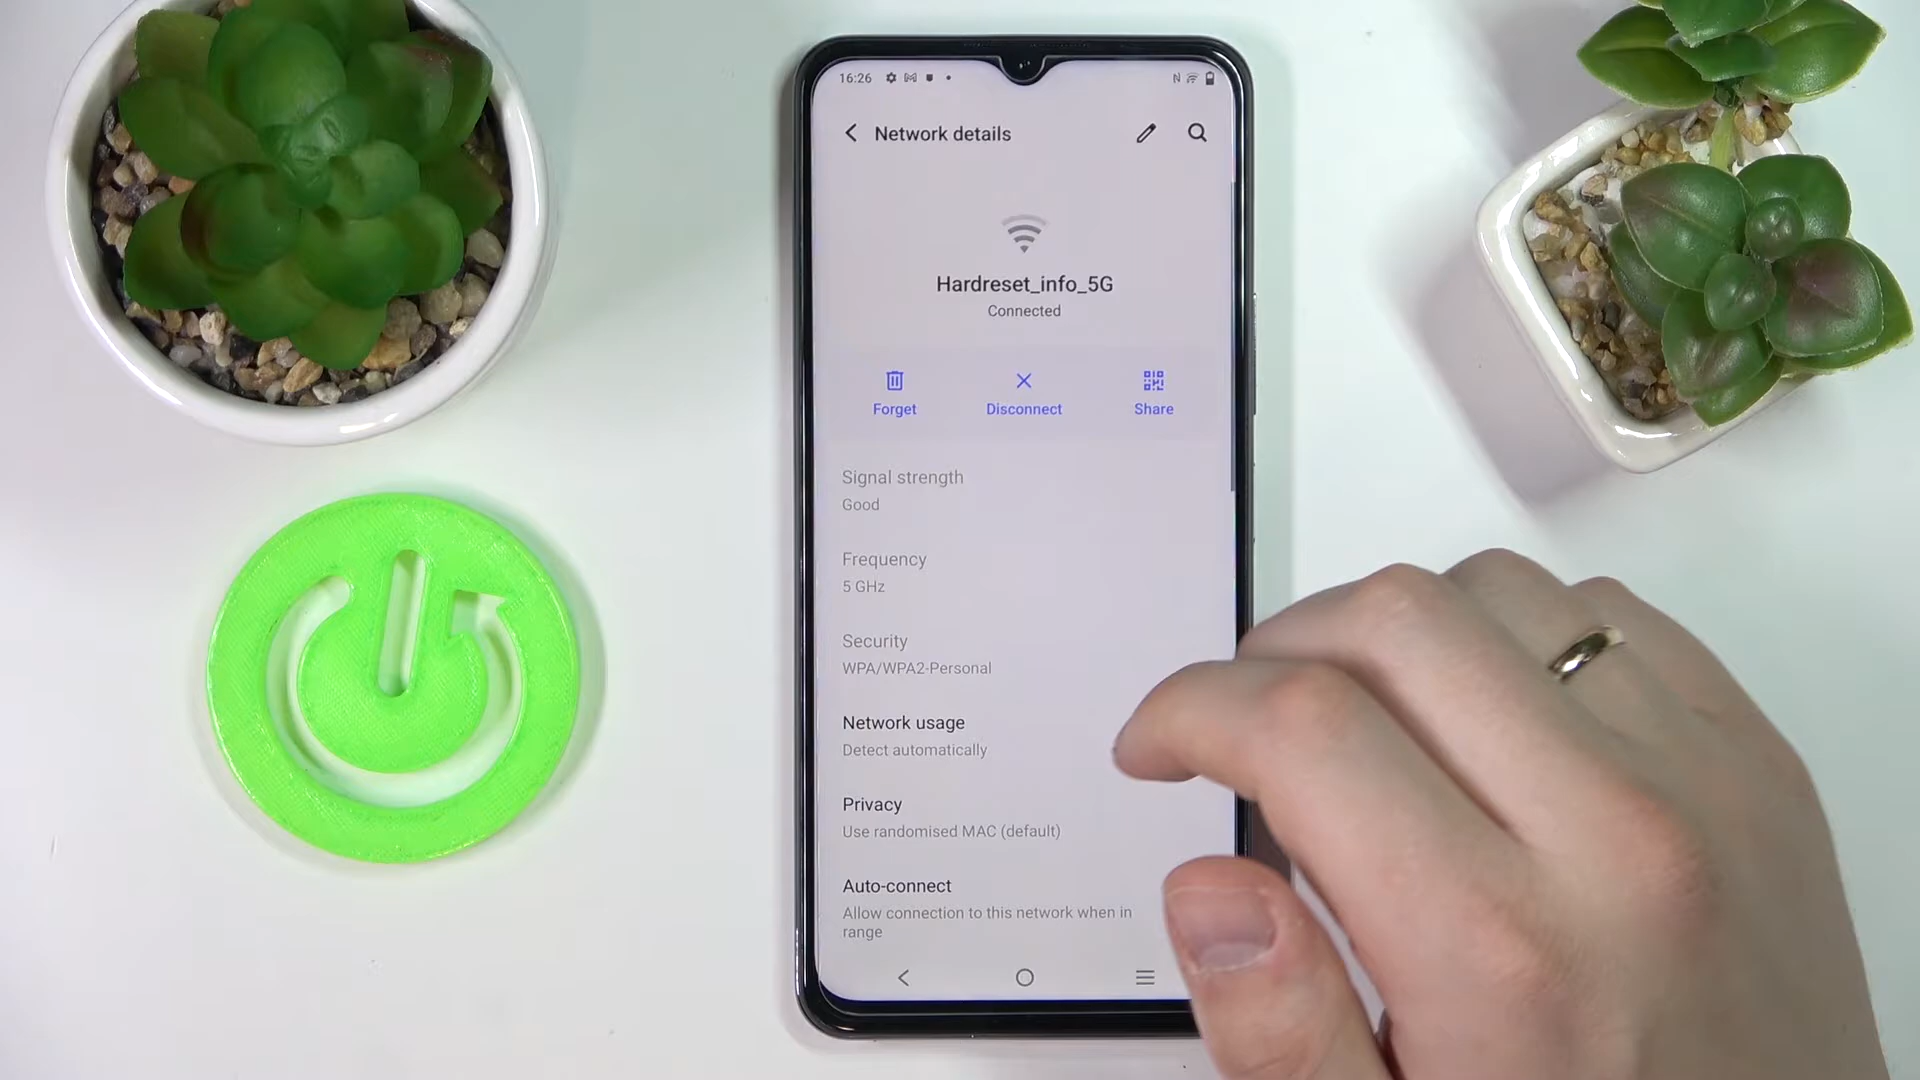 16:26
Network details
Hardreset_info_5G
Connected
Forget Disconnect Share
Signal strength
Good
Frequency
5 GHz
Security
WPA/WPA2-Personal
Network usage
Detect automatically
Privacy
Use randomised MAC (default)
Auto-connect
Allow connection to this network when in
range